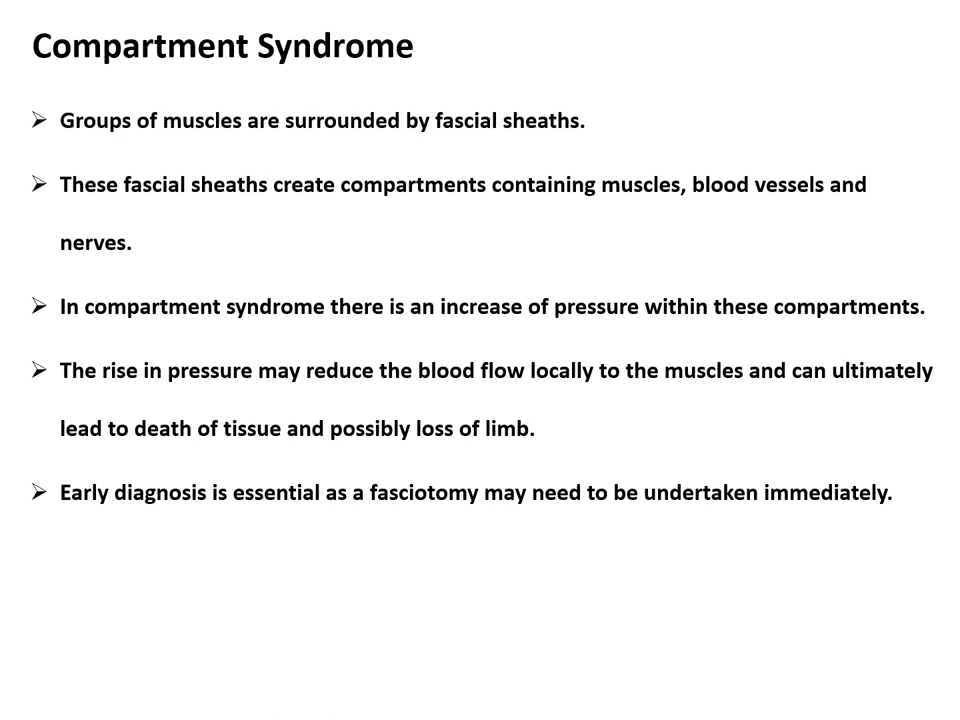 Compartment Syndrome
➢ Groups of muscles are surrounded by fascial sheaths.
➢ These fascial sheaths create compartments containing muscles, blood vessels and
nerves.
➢ In compartment syndrome there is an increase of pressure within these compartments.
➢ The rise in pressure may reduce the blood flow locally to the muscles and can ultimately
lead to death of tissue and possibly loss of limb.
➢ Early diagnosis is essential as a fasciotomy may need to be undertaken immediately.